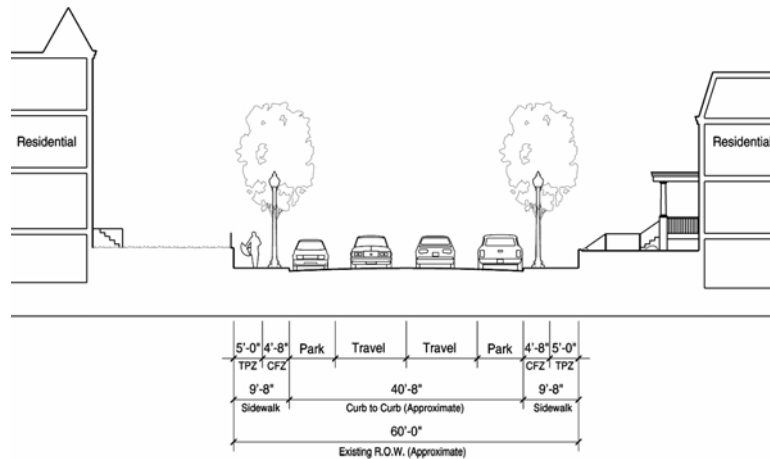 Residential
Residential
5'-0" 4'-8" Park Travel Travel Park 4'-8" 5'-0"
TPZ CFZ CFZ TPZ
9'-8" 40'-8" 9'-8"
Sidewalk Curb to Curb (Approximate) Sidewalk
60'-0"
Existing R.O.W. (Approximate)